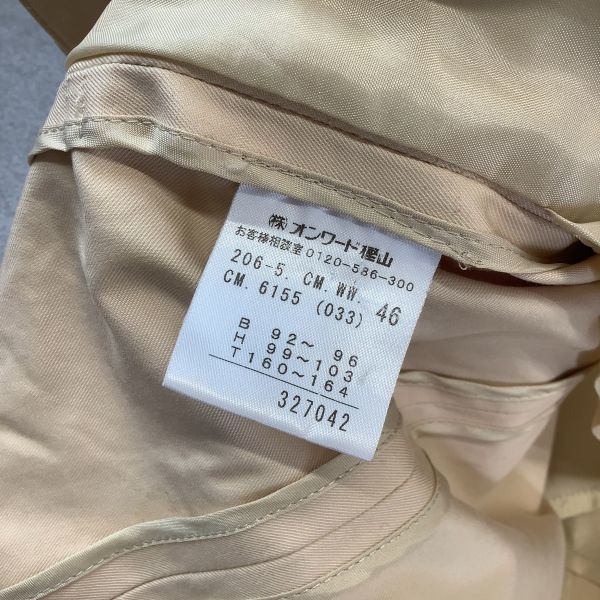 (株)オンワード樫山
お客様相談室 0120-586-300
206-5. CM. WW. 46
CM. 6155 (033)
B 92〜 96
H 99〜103
T160〜164
327042